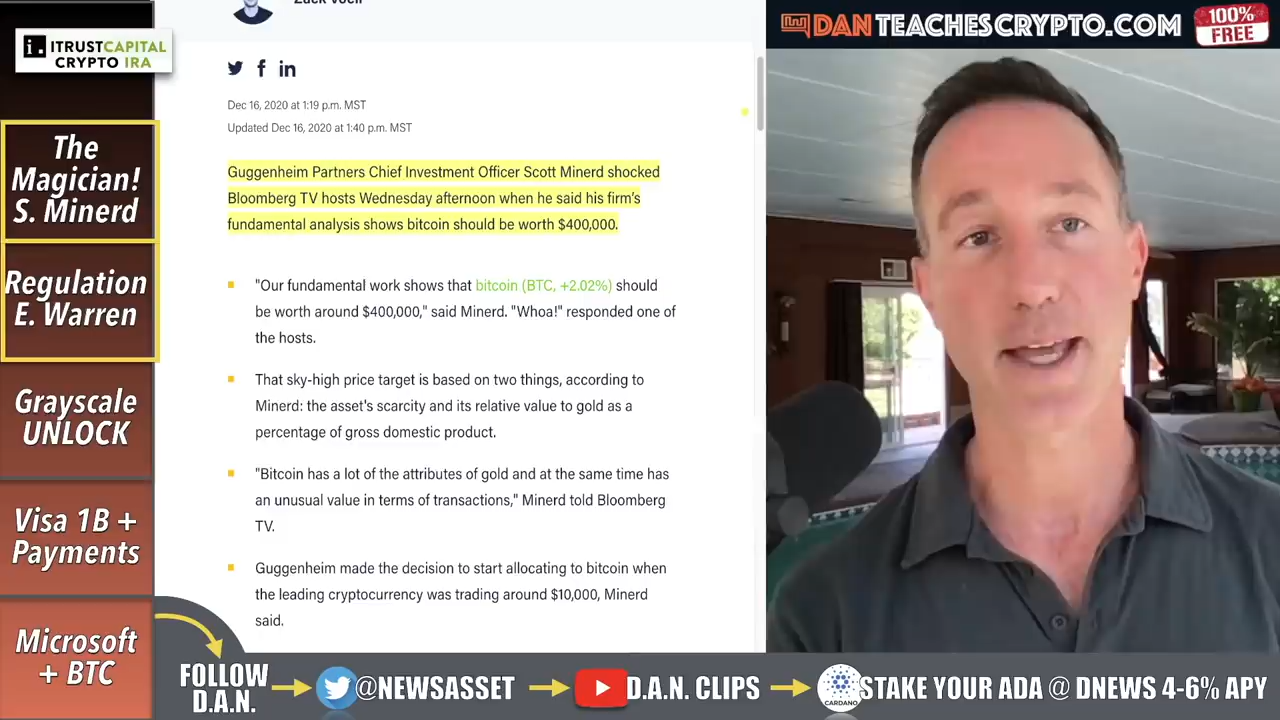 ITRUSTCAPITAL
CRYPTO IRA
The
Magician!
S. Minerd
Regulation
E. Warren
Grayscale
UNLOCK
Visa 1B +
Payments
Microsoft
+ BTC
Zack Voell
Dec 16, 2020 at 1:19 p.m. MST
Updated Dec 16, 2020 at 1:40 p.m. MST
Guggenheim Partners Chief Investment Officer Scott Minerd shocked
Bloomberg TV hosts Wednesday afternoon when he said his firm's
fundamental analysis shows bitcoin should be worth $400,000.
"Our fundamental work shows that bitcoin (BTC, +2.02%) should
be worth around $400,000," said Minerd. "Whoa!" responded one of
the hosts.
That sky-high price target is based on two things, according to
Minerd: the asset's scarcity and its relative value to gold as a
percentage of gross domestic product.
"Bitcoin has a lot of the attributes of gold and at the same time has
an unusual value in terms of transactions," Minerd told Bloomberg
TV.
Guggenheim made the decision to start allocating to bitcoin when
the leading cryptocurrency was trading around $10,000, Minerd
said.
DANTEACHESCRYPTO.COM
100%
FREE
FOLLOW
D.A.N.
@NEWSASSET
D.A.N. CLIPS
CARDANO
STAKE YOUR ADA @ DNEWS 4-6% APY